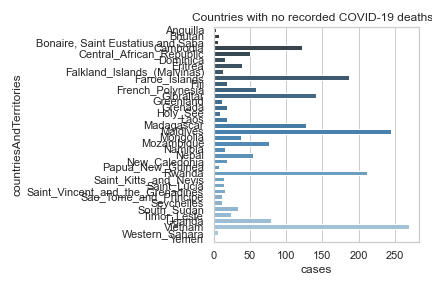 Countries with no recorded COVID-19 deaths
countriesAndTerritories
Anguilla
Bhutan
Bonaire, Saint Eustatius and Saba
Cambodia
Central_African_Republic
Dominica
Eritrea
Falkland_Islands_(Malvinas)
Faroe_Islands
Fiji
French_Polynesia
Gibraltar
Greenland
Grenada
Holy_See
Laos
Madagascar
Maldives
Mongolia
Mozambique
Namibia
Nepal
New_Caledonia
Papua_New_Guinea
Rwanda
Saint_Kitts_and_Nevis
Saint_Lucia
Saint_Vincent_and_the_Grenadines
Sao_Tome_and_Principe
Seychelles
South_Sudan
Timor_Leste
Uganda
Vietnam
Western_Sahara
Yemen
0 50 100 150 200 250
cases